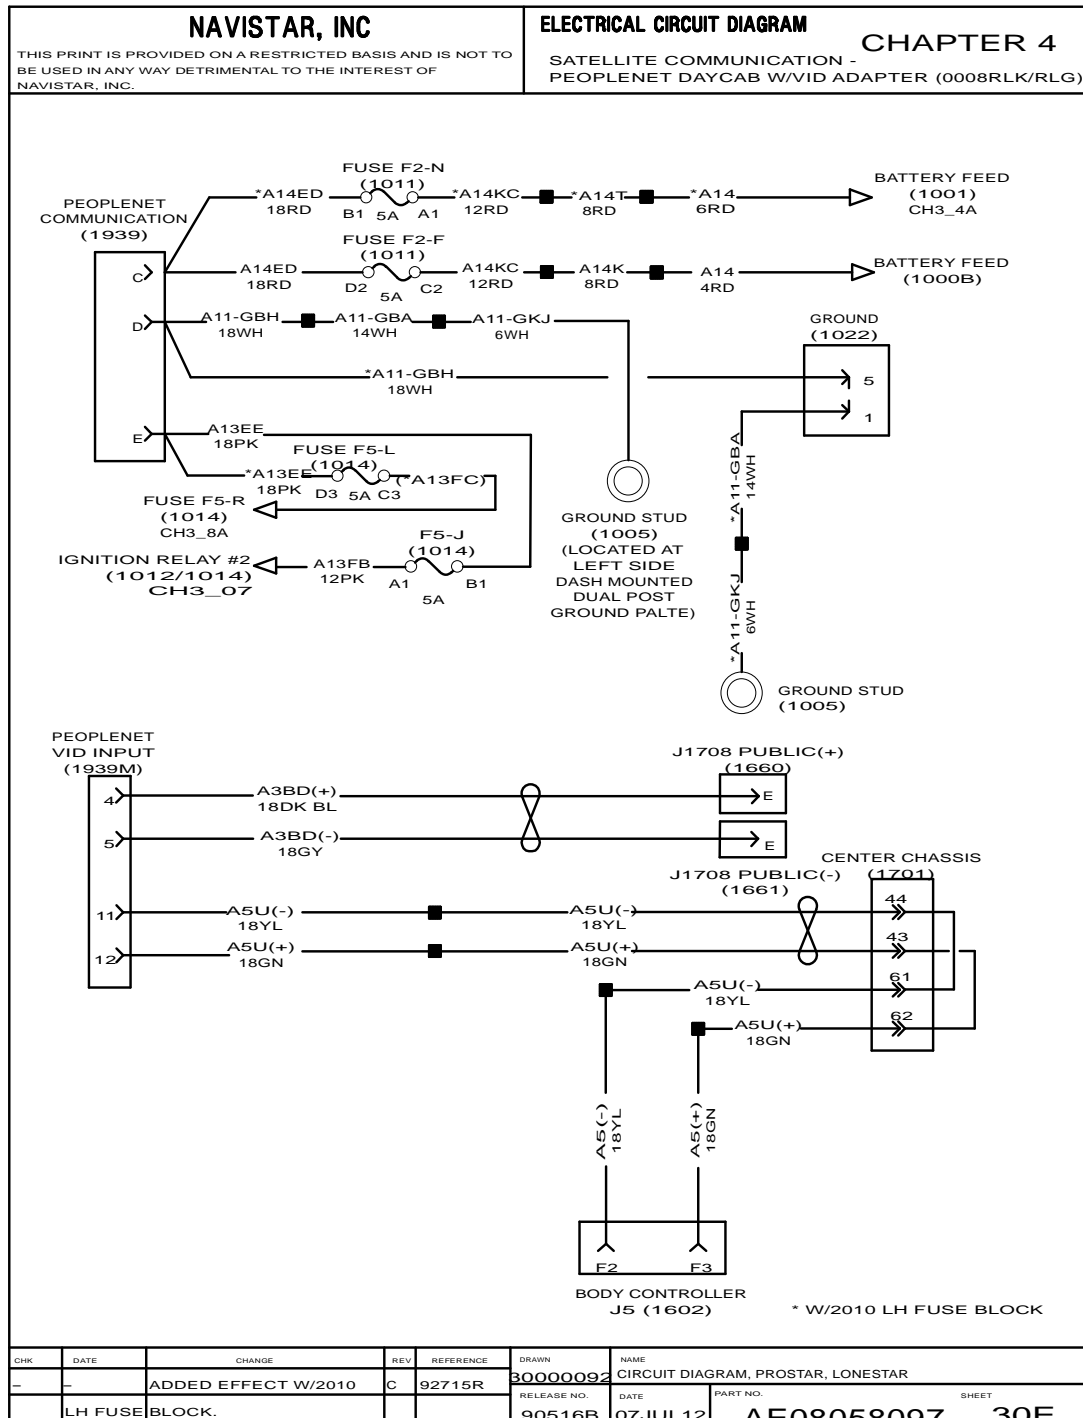 NAVISTAR, INC
THIS PRINT IS PROVIDED ON A RESTRICTED BASIS AND IS NOT TO
BE USED IN ANY WAY DETRIMENTAL TO THE INTEREST OF
NAVISTAR, INC.
ELECTRICAL CIRCUIT DIAGRAM
CHAPTER 4
SATELLITE COMMUNICATION -
PEOPLENET DAYCAB W/VID ADAPTER (0008RLK/RLG)
PEOPLENET
COMMUNICATION
(1939)
C
D
E
FUSE F2-N
(1011)
*A14ED
18RD
B1 5A A1
*A14KC
12RD
*A14T
8RD
*A14
6RD
BATTERY FEED
(1001)
CH3_4A
FUSE F2-F
(1011)
A14ED
18RD
D2 5A C2
A14KC
12RD
A14K
8RD
A14
4RD
BATTERY FEED
(1000B)
A11-GBH
18WH
A11-GBA
14WH
A11-GKJ
6WH
GROUND
(1022)
5
1
*A11-GBH
18WH
A13EE
18PK
FUSE F5-L
(1014)
*A13EE
18PK
D3 5A C3
(*A13FC)
FUSE F5-R
(1014)
CH3_8A
F5-J
(1014)
IGNITION RELAY #2
(1012/1014)
CH3_07
A13FB
12PK
A1 5A B1
GROUND STUD
(1005)
(LOCATED AT
LEFT SIDE
DASH MOUNTED
DUAL POST
GROUND PALTE)
*A11-GBA
14WH
*A11-GKJ
6WH
GROUND STUD
(1005)
PEOPLENET
VID INPUT
(1939M)
4
5
11
12
A3BD(+)
18DK BL
A3BD(-)
18GY
J1708 PUBLIC(+)
(1660)
E
E
J1708 PUBLIC(-)
(1661)
CENTER CHASSIS
(1701)
44
43
61
62
A5U(-)
18YL
A5U(-)
18YL
A5U(+)
18GN
A5U(+)
18GN
A5U(-)
18YL
A5U(+)
18GN
A5(-)
18YL
A5(+)
18GN
F2 F3
BODY CONTROLLER
J5 (1602)
* W/2010 LH FUSE BLOCK
CHK DATE CHANGE REV REFERENCE
– – ADDED EFFECT W/2010 C 92715R
LH FUSE BLOCK.
DRAWN
30000092
NAME
CIRCUIT DIAGRAM, PROSTAR, LONESTAR
RELEASE NO.
90516B
DATE
07JUL12
PART NO.
AE08058097
SHEET
30E